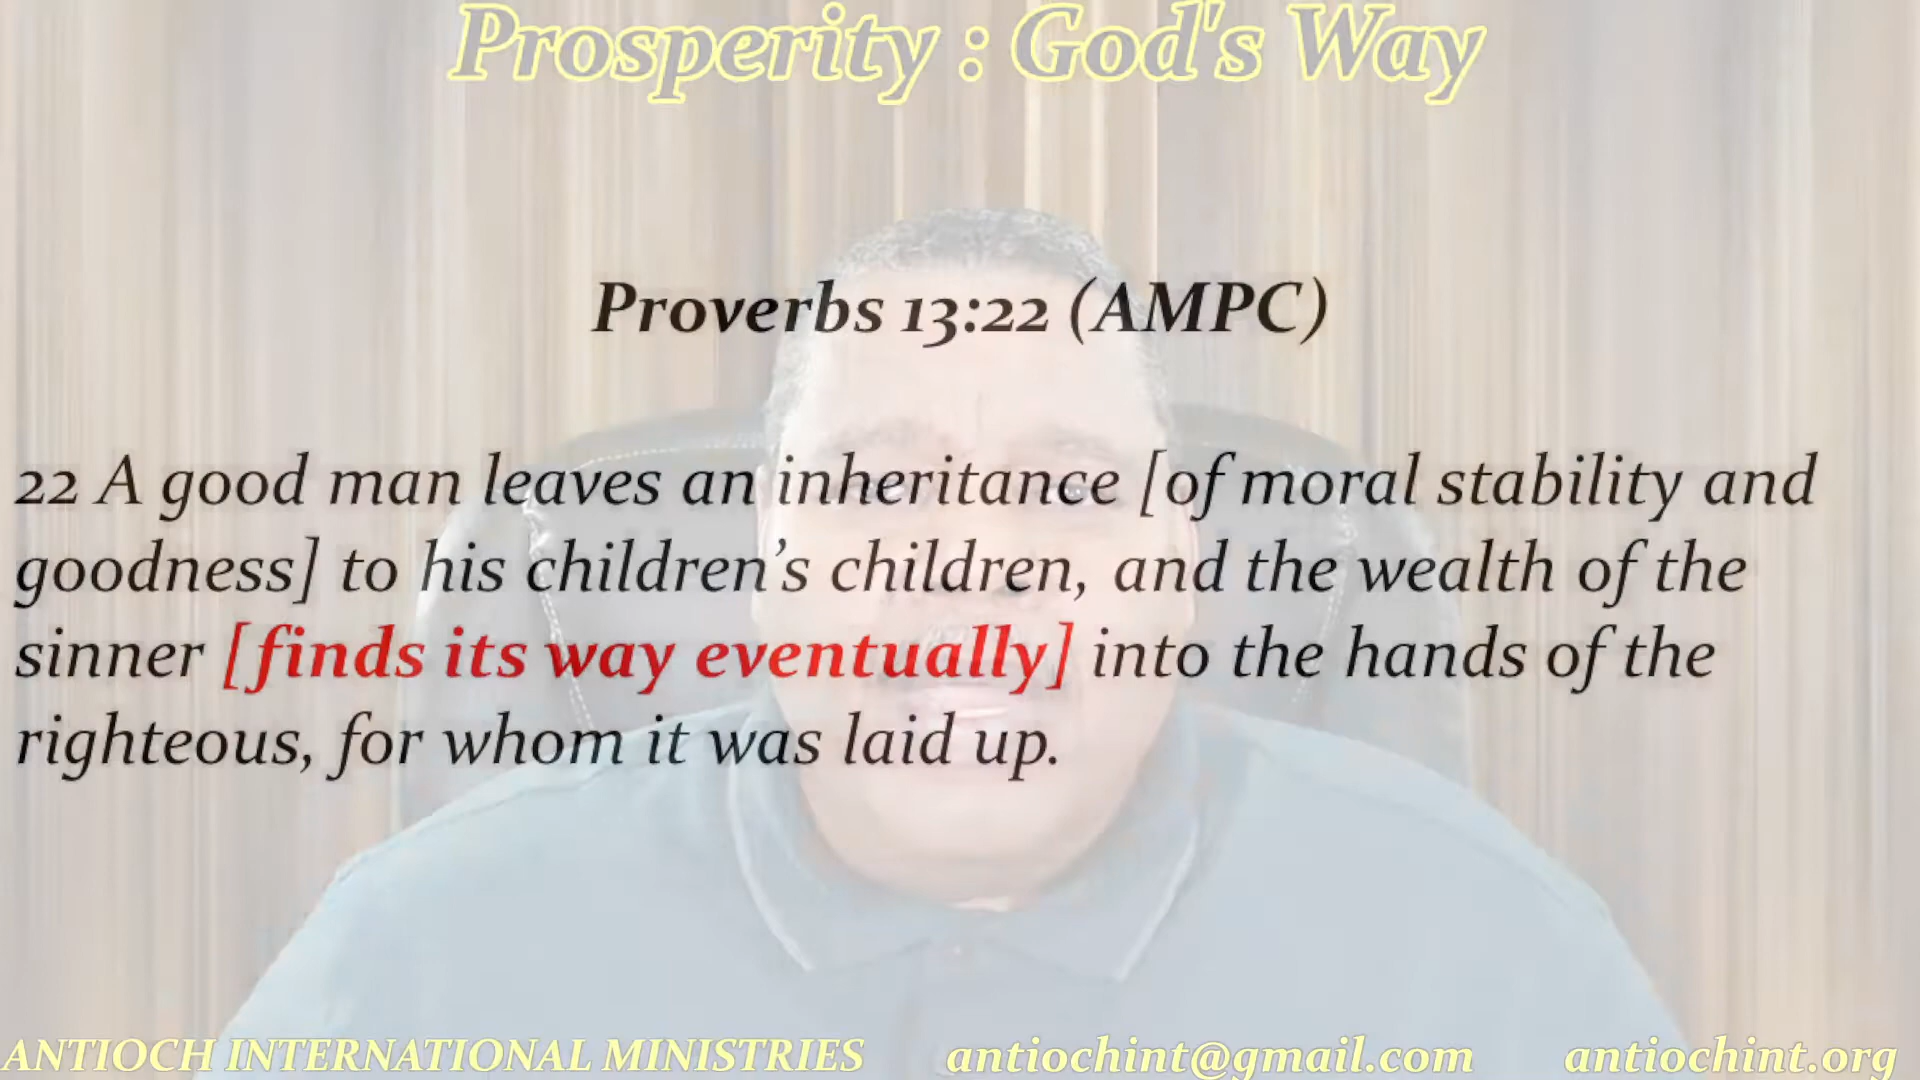 Prosperity : God's Way
Proverbs 13:22 (AMPC)
22 A good man leaves an inheritance [of moral stability and
goodness] to his children’s children, and the wealth of the
sinner [finds its way eventually] into the hands of the
righteous, for whom it was laid up.
ANTIOCH INTERNATIONAL MINISTRIES antiochint@gmail.com antiochint.org